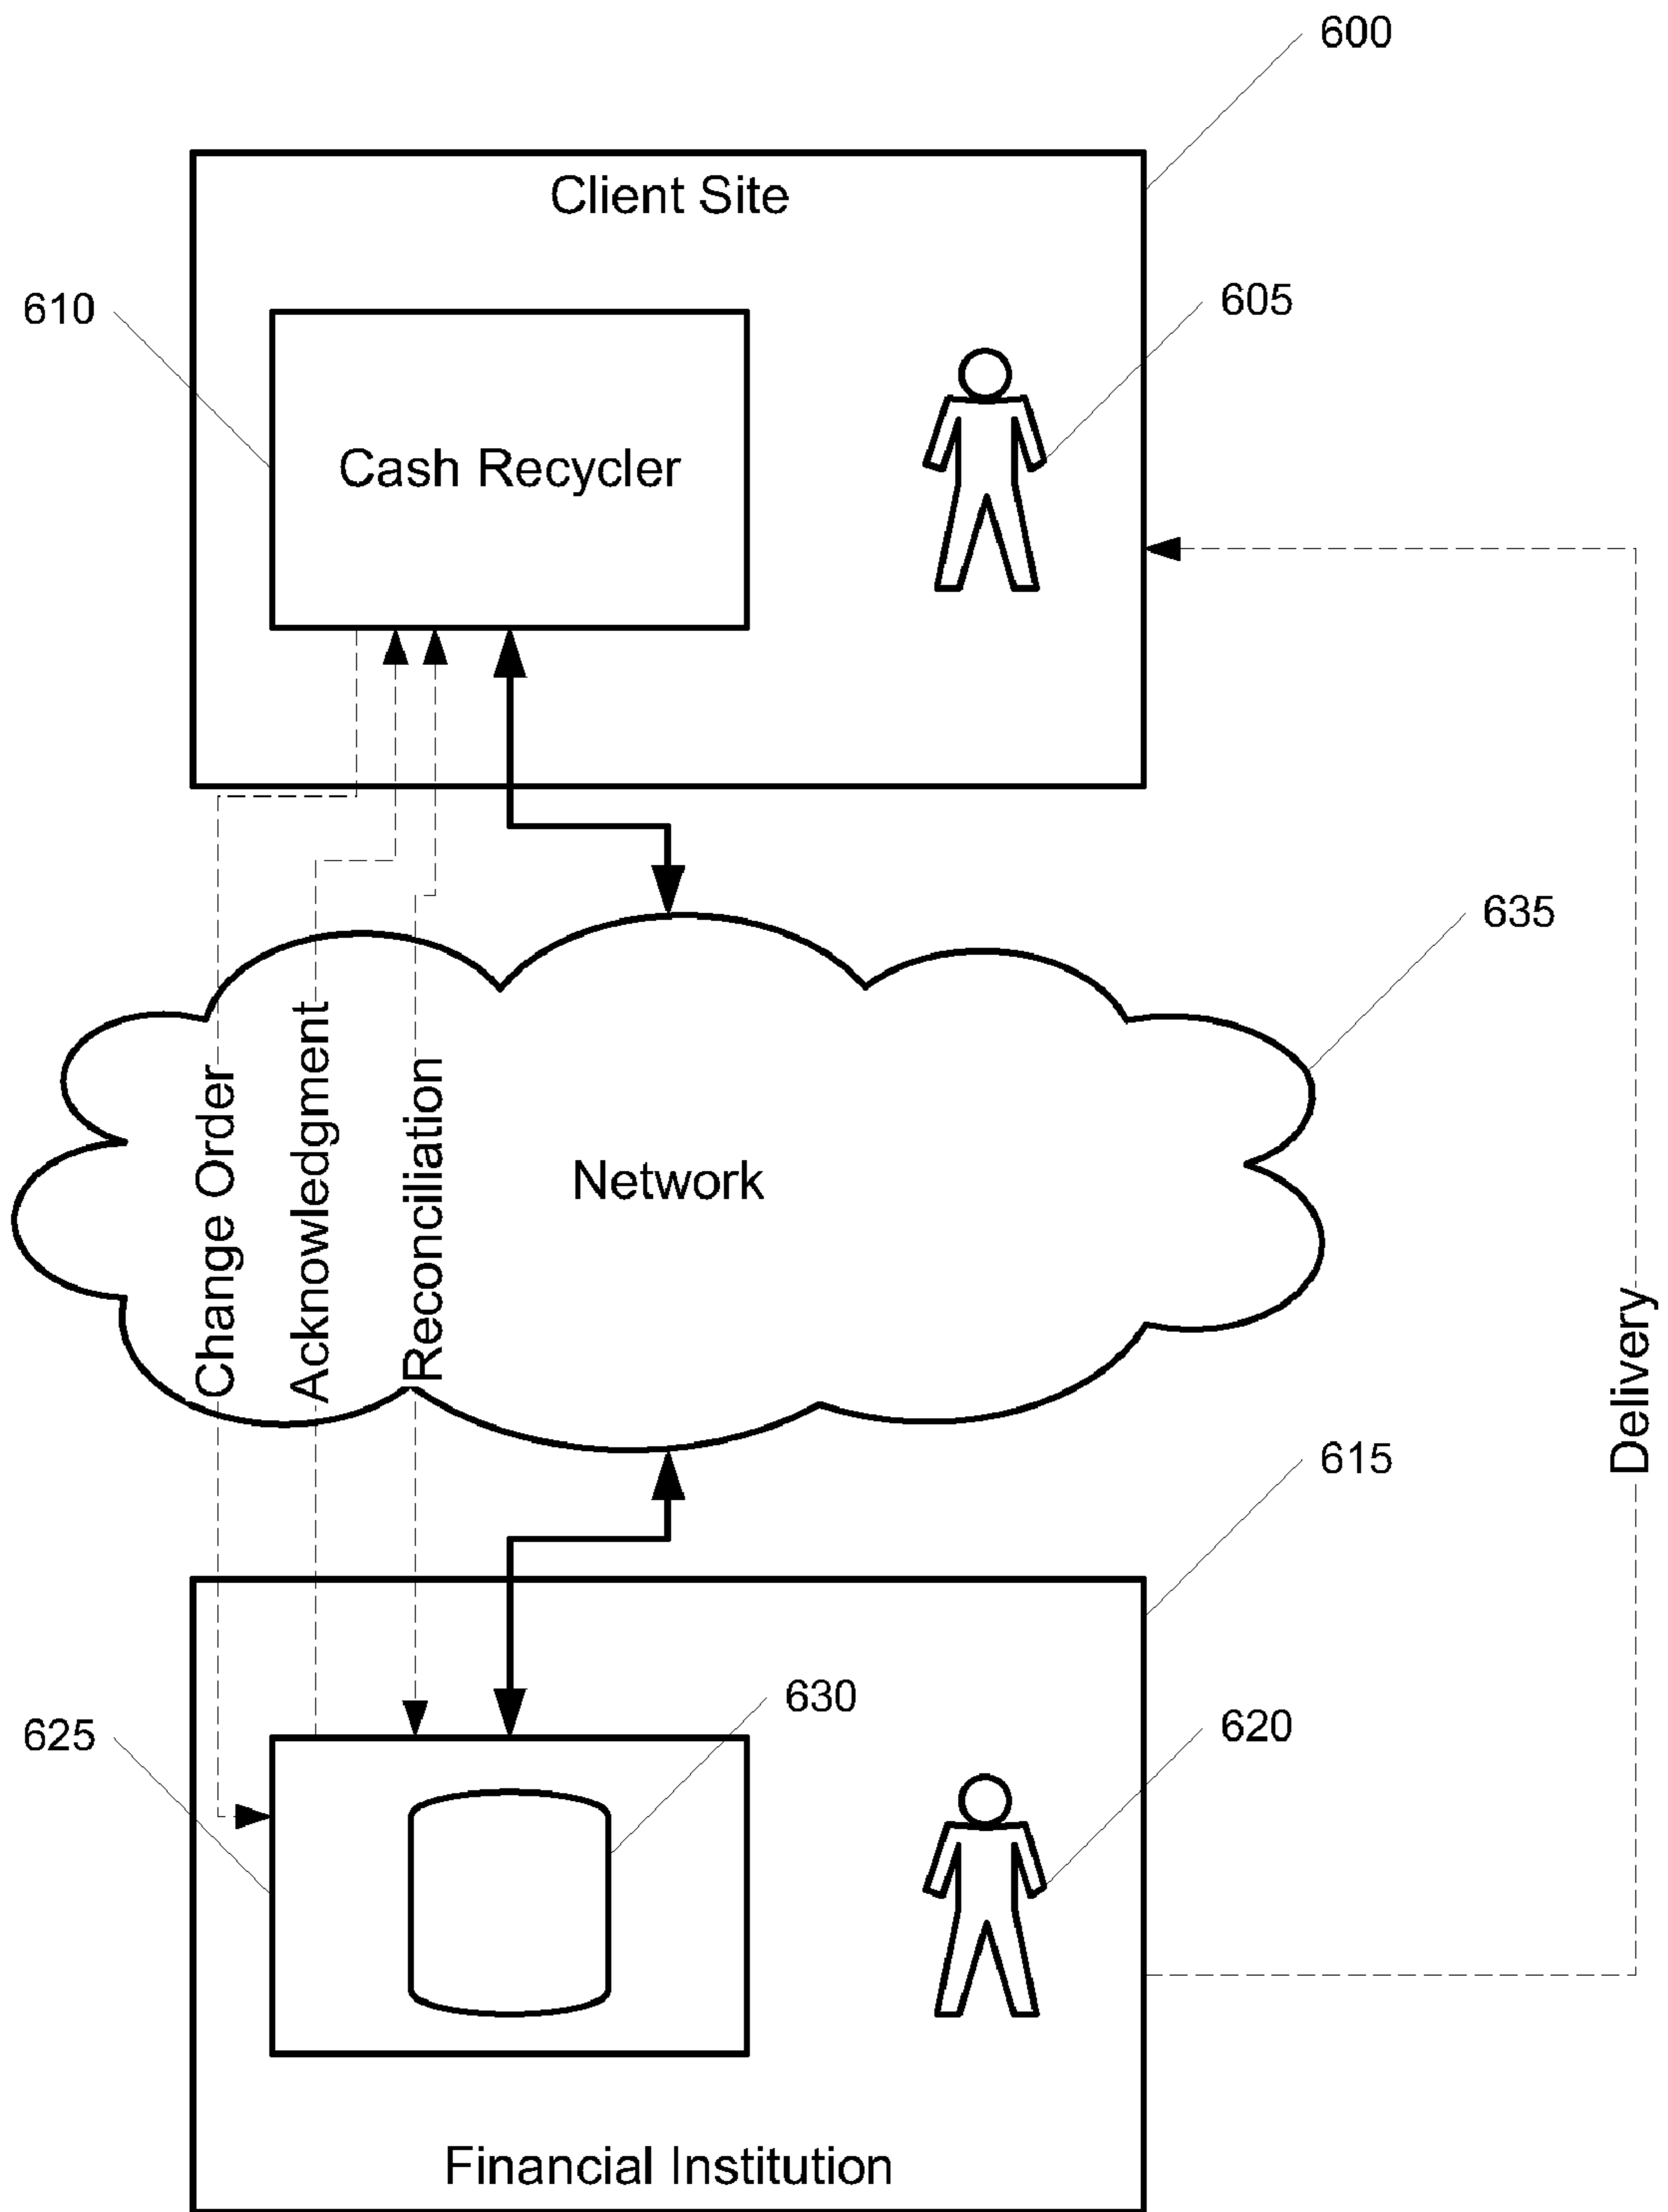 600
Client Site
610
605
Cash Recycler
635
Change Order
Acknowledgment
Reconciliation
Network
Delivery
615
630
625
620
Financial Institution